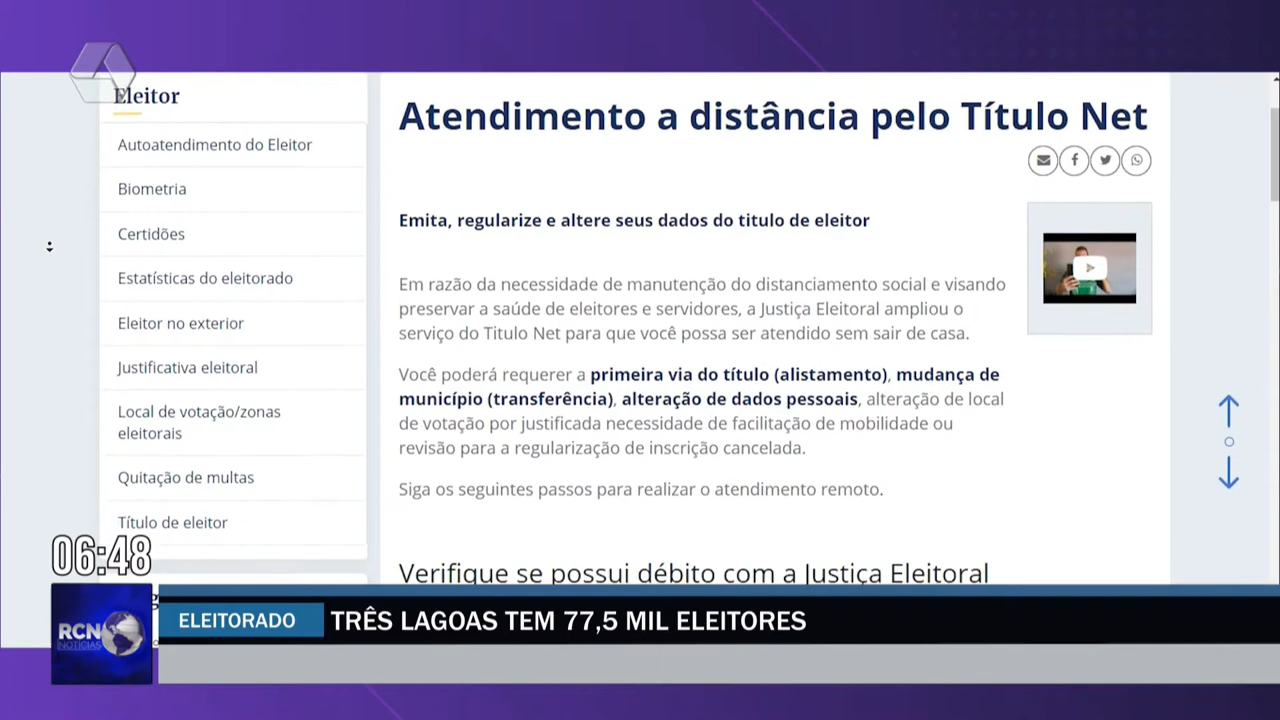 Eleitor
Autoatendimento do Eleitor
Biometria
Certidões
Estatísticas do eleitorado
Eleitor no exterior
Justificativa eleitoral
Local de votação/zonas
eleitorais
Quitação de multas
Título de eleitor
Atendimento a distância pelo Título Net
Emita, regularize e altere seus dados do titulo de eleitor
Em razão da necessidade de manutenção do distanciamento social e visando
preservar a saúde de eleitores e servidores, a Justiça Eleitoral ampliou o
serviço do Titulo Net para que você possa ser atendido sem sair de casa.
Você poderá requerer a primeira via do título (alistamento), mudança de
município (transferência), alteração de dados pessoais, alteração de local
de votação por justificada necessidade de facilitação de mobilidade ou
revisão para a regularização de inscrição cancelada.
Siga os seguintes passos para realizar o atendimento remoto.
Verifique se possui débito com a Justiça Eleitoral
06:48
RCN
NOTÍCIAS
ELEITORADO
TRÊS LAGOAS TEM 77,5 MIL ELEITORES